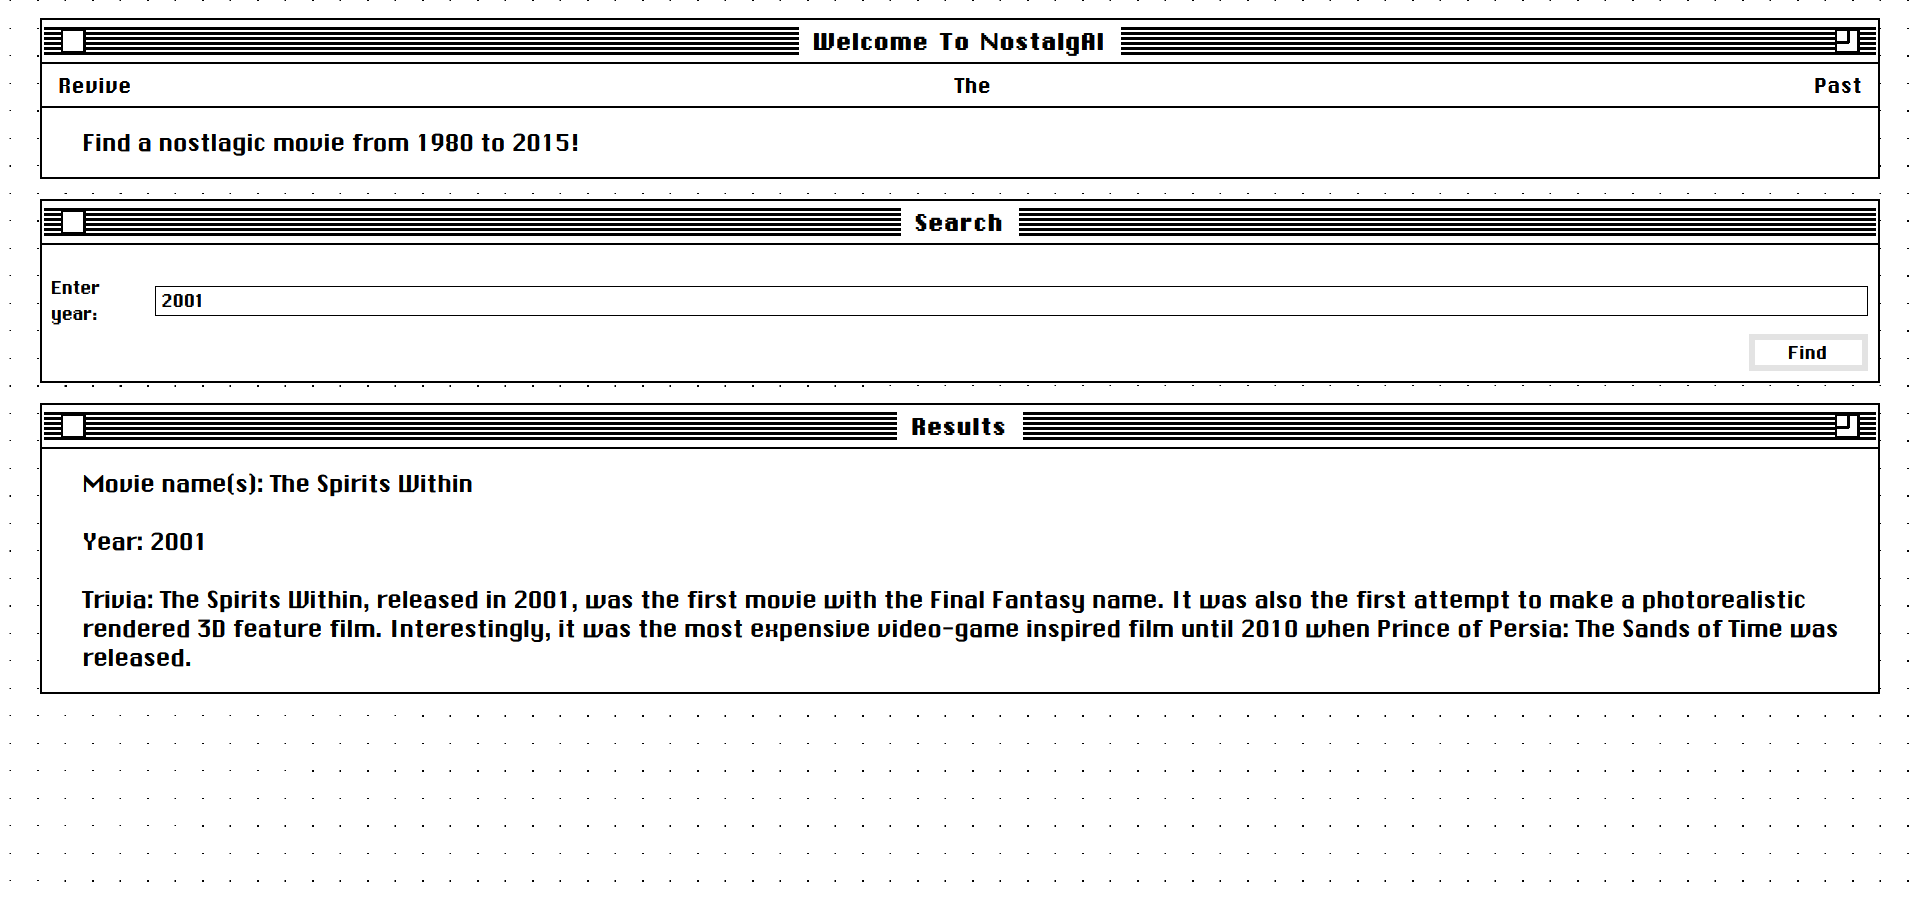 Welcome To NostalgAI
Revive The Past
Find a nostlagic movie from 1980 to 2015!
Search
Enter
year:
2001
Find
Results
Movie name(s): The Spirits Within
Year: 2001
Trivia: The Spirits Within, released in 2001, was the first movie with the Final Fantasy name. It was also the first attempt to make a photorealistic
rendered 3D feature film. Interestingly, it was the most expensive video-game inspired film until 2010 when Prince of Persia: The Sands of Time was
released.